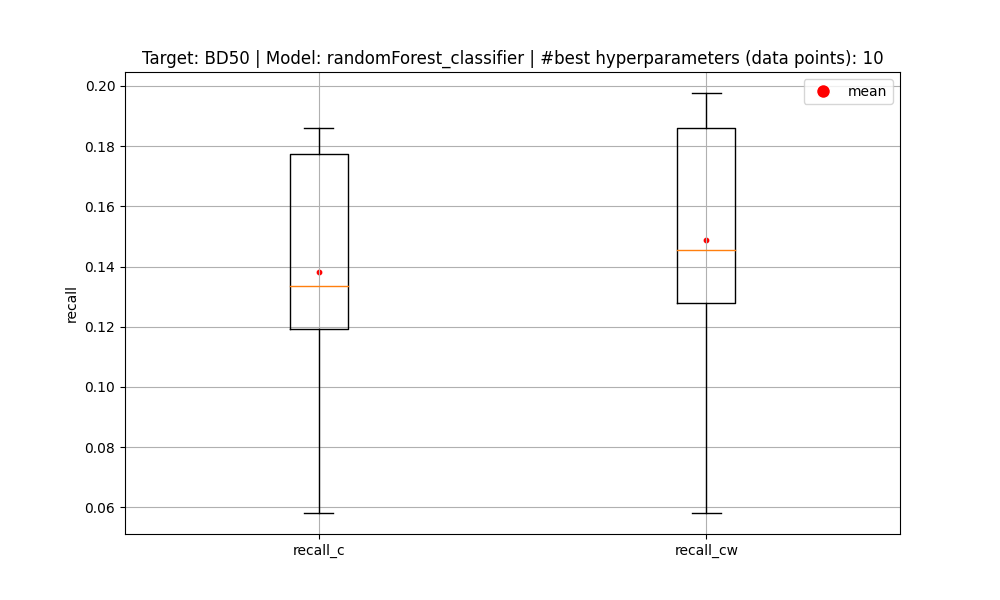 Target: BD50 | Model: randomForest_classifier | #best hyperparameters (data points): 10
mean
0.20
0.18
0.16
0.14
0.12
0.10
0.08
0.06
recall
recall_c
recall_cw